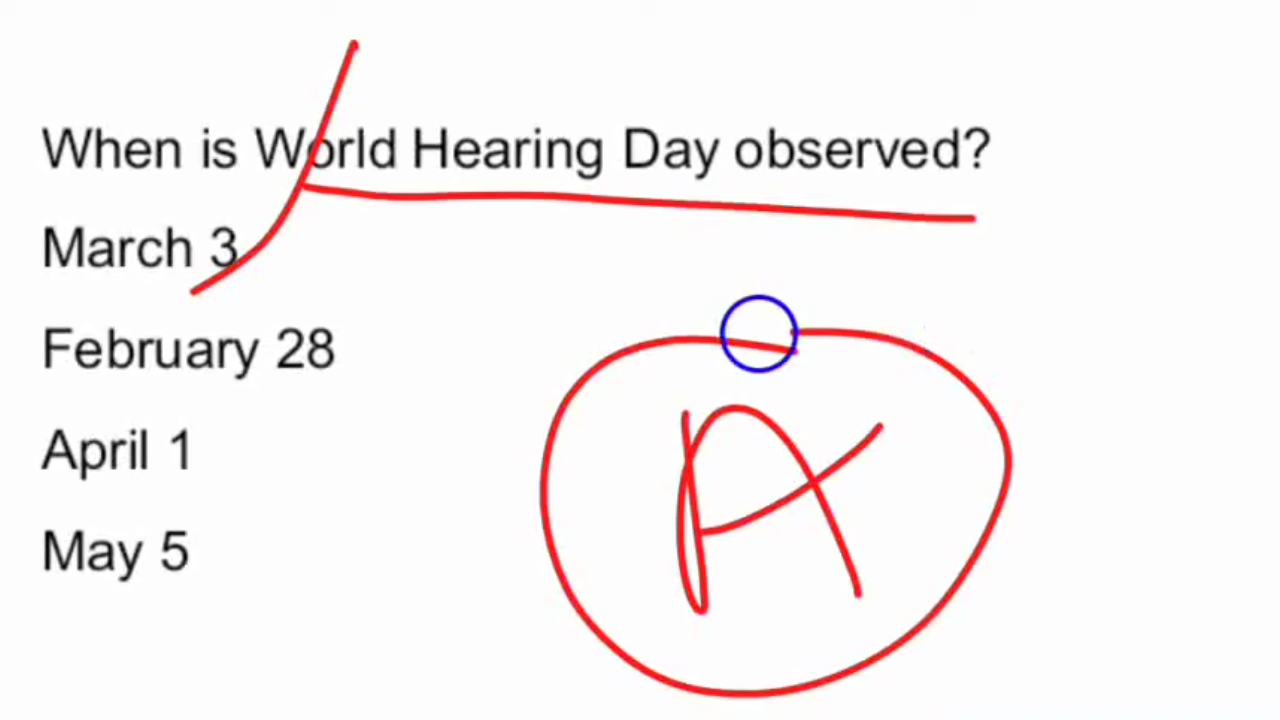 When is World Hearing Day observed?
March 3
February 28
April 1
May 5
A